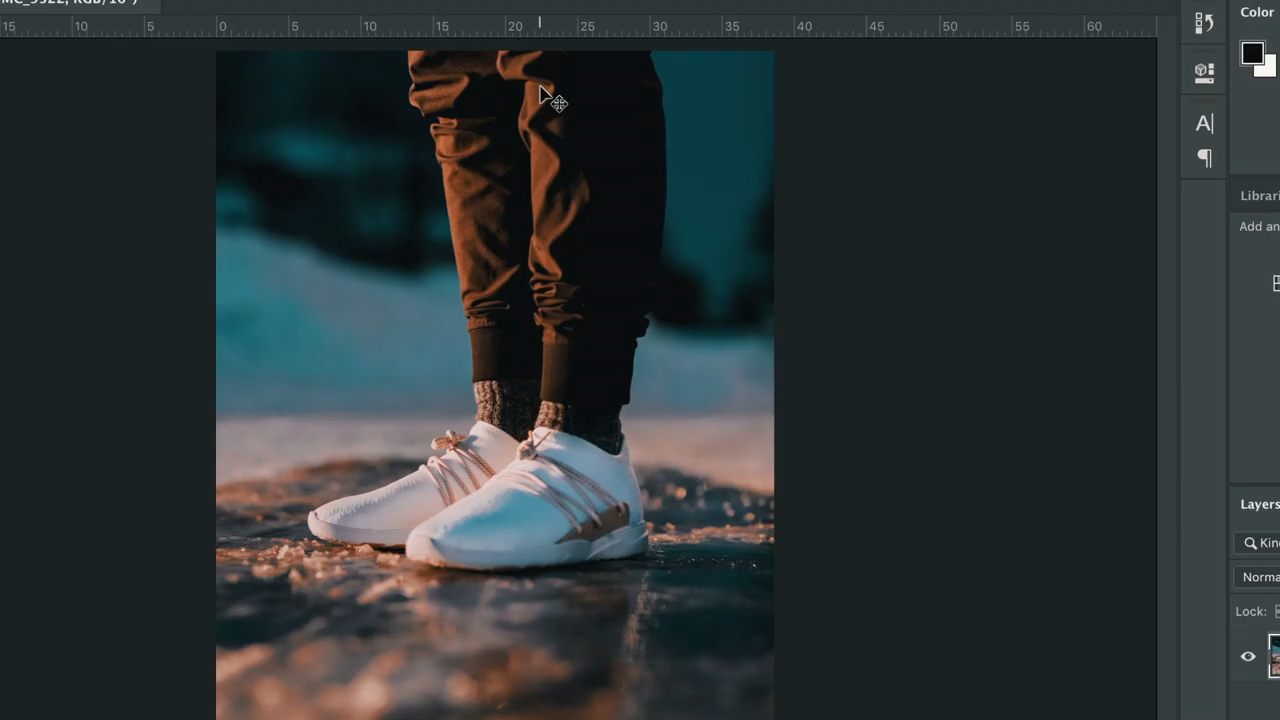 MC_9322, RGB/16*)
15 10 5 0 5 10 15 20 25 30 35 40 45 50 55 60
Color
A|
Librari
Add an
Layers
Kin
Norma
Lock: